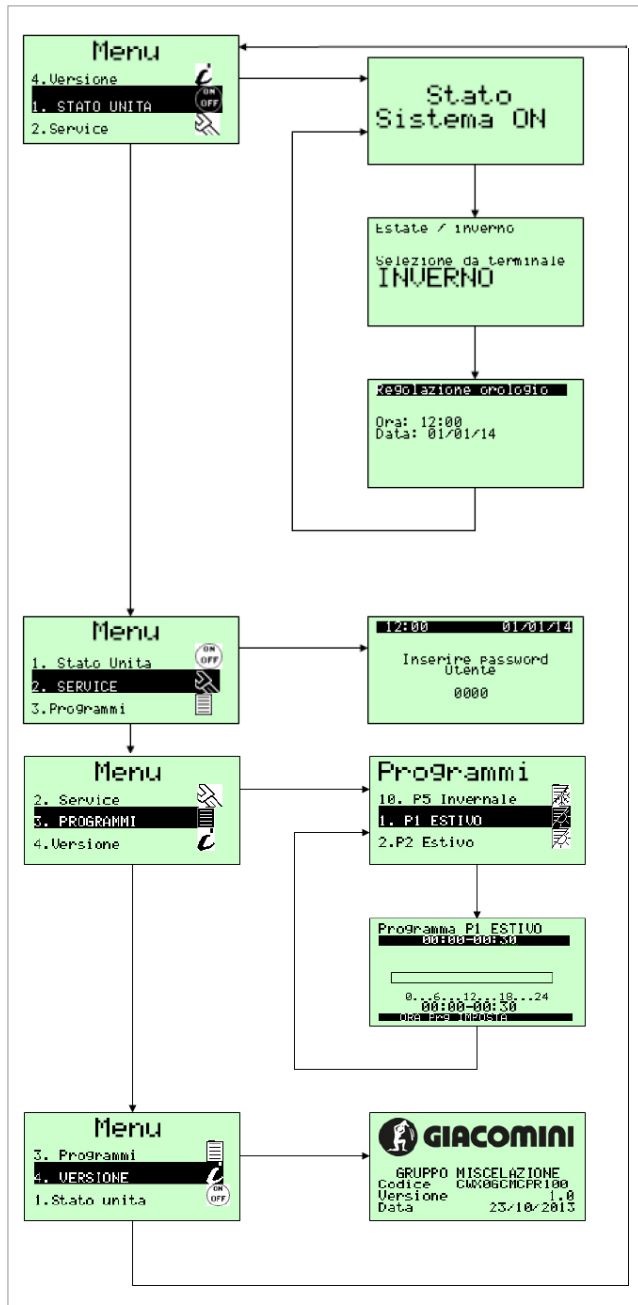 Menu
4.Versione
ON
OFF
1. STATO UNITA
2.Service
Stato
Sistema ON
Estate / inverno
Selezione da terminale
INVERNO
Regolazione orologio
Ora: 12:00
Data: 01/01/14
Menu
1. Stato Unita
ON
OFF
2. SERVICE
3.Programmi
12:00 01/01/14
Inserire password
Utente
0000
Menu
2. Service
3. PROGRAMMI
4.Versione
Programmi
10. P5 Invernale
1. P1 ESTIVO
2.P2 Estivo
Programma P1 ESTIVO
00:00-00:30
0...6...12...18...24
00:00-00:30
ORA Prg IMPOSTA
Menu
3. Programmi
4. VERSIONE
1.Stato unita
ON
OFF
GIACOMINI
GRUPPO MISCELAZIONE
Codice CWX06CMCPR100
Versione 1.0
Data 23/10/2013